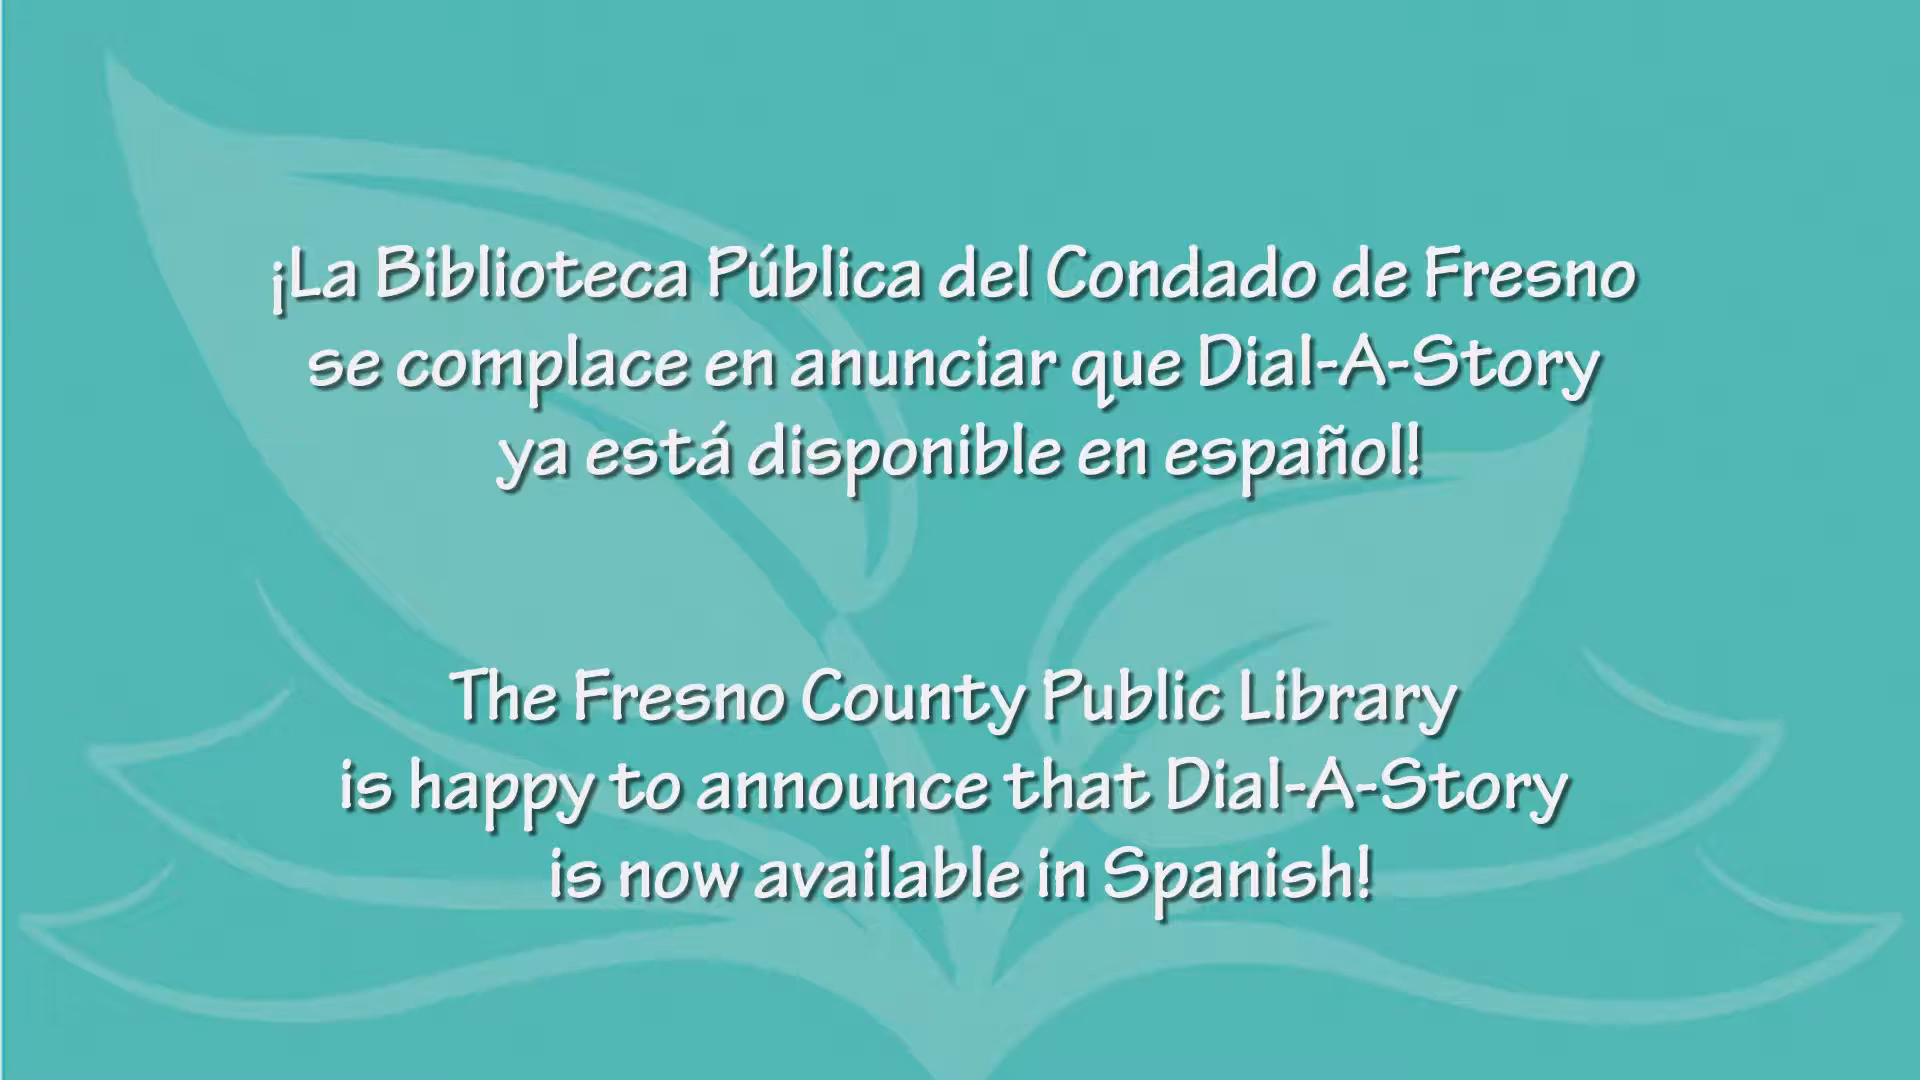 ¡La Biblioteca Pública del Condado de Fresno
se complace en anunciar que Dial-A-Story
ya está disponible en español!
The Fresno County Public Library
is happy to announce that Dial-A-Story
is now available in Spanish!